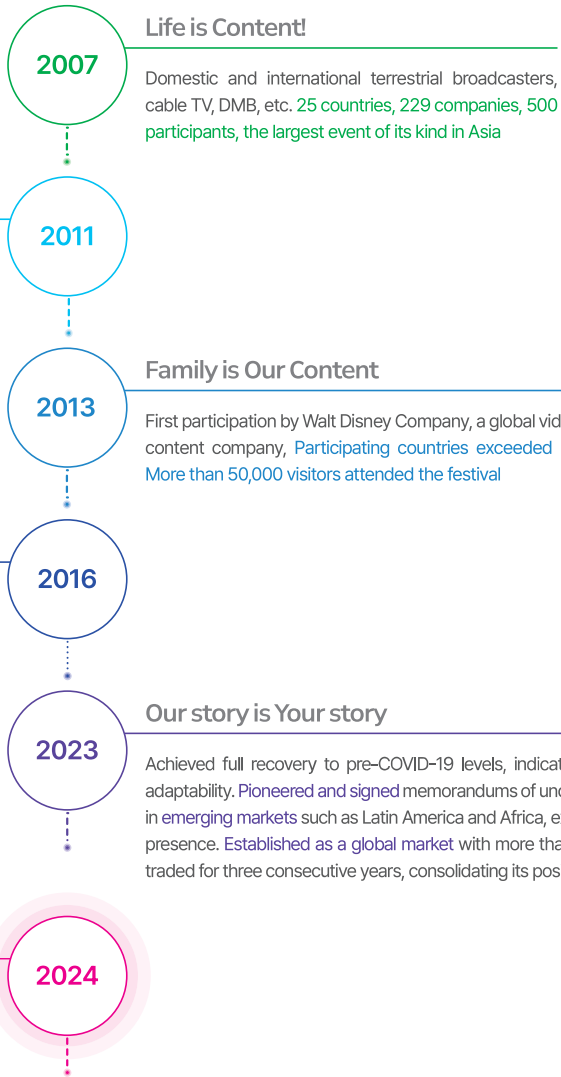 Life is Content!
2007
Domestic and international terrestrial broadcasters,
cable TV, DMB, etc. 25 countries, 229 companies, 500
participants, the largest event of its kind in Asia
2011
Family is Our Content
2013
First participation by Walt Disney Company, a global
content company, Participating countries exceeded
More than 50,000 visitors attended the festival
2016
Our story is Your story
2023
Achieved full recovery to pre-COVID-19 levels,
adaptability. Pioneered and signed memorandums of
in emerging markets such as Latin America and Africa,
presence. Established as a global market with more
traded for three consecutive years, consolidating its
2024